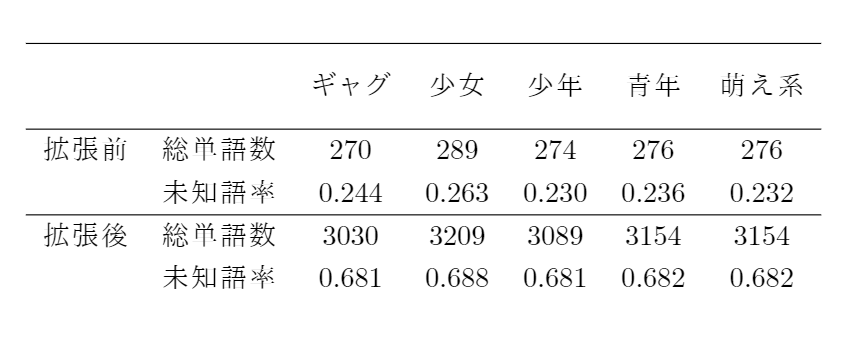 ギャグ 少女 少年 青年 萌え系
拡張前 総単語数 270 289 274 276 276
未知語率 0.244 0.263 0.230 0.236 0.232
拡張後 総単語数 3030 3209 3089 3154 3154
未知語率 0.681 0.688 0.681 0.682 0.682